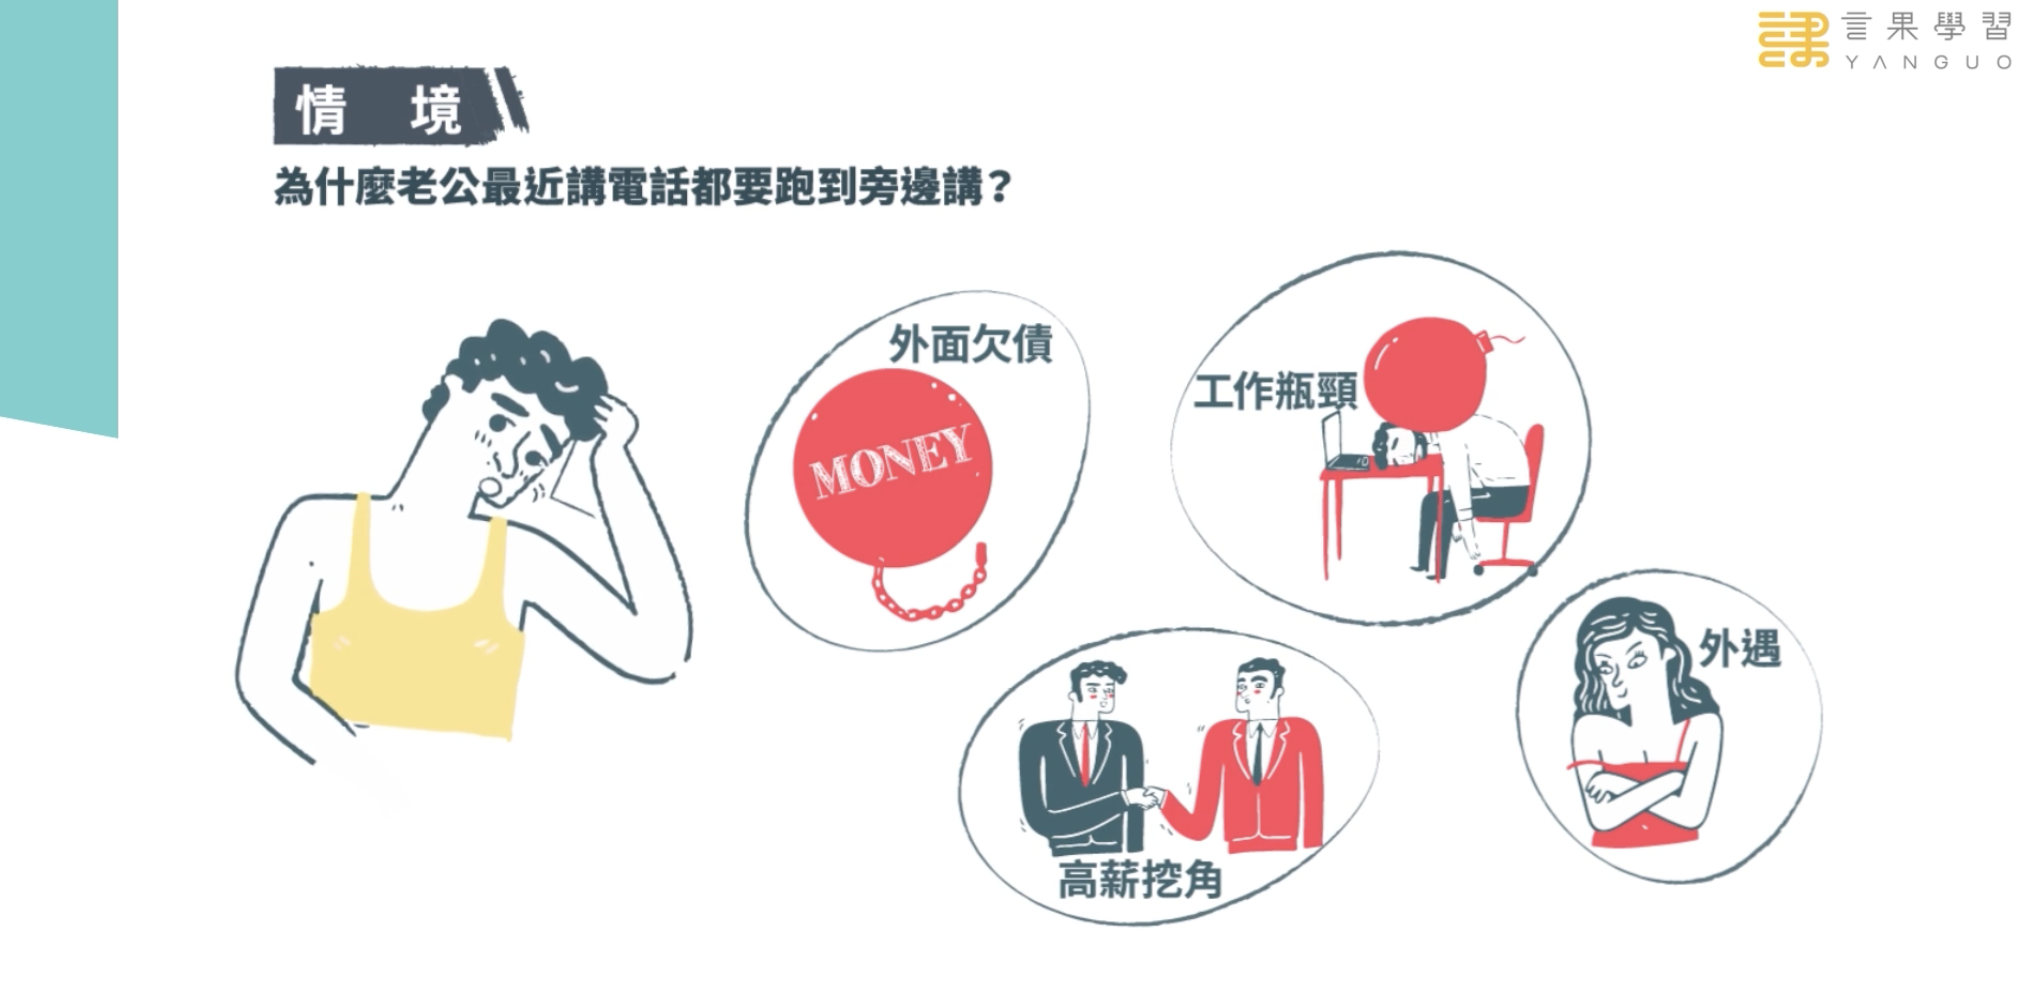 言果學習
YANGUO
情 境
為什麼老公最近講電話都要跑到旁邊講？
外面欠債
MONEY
工作瓶頸
高薪挖角
外遇